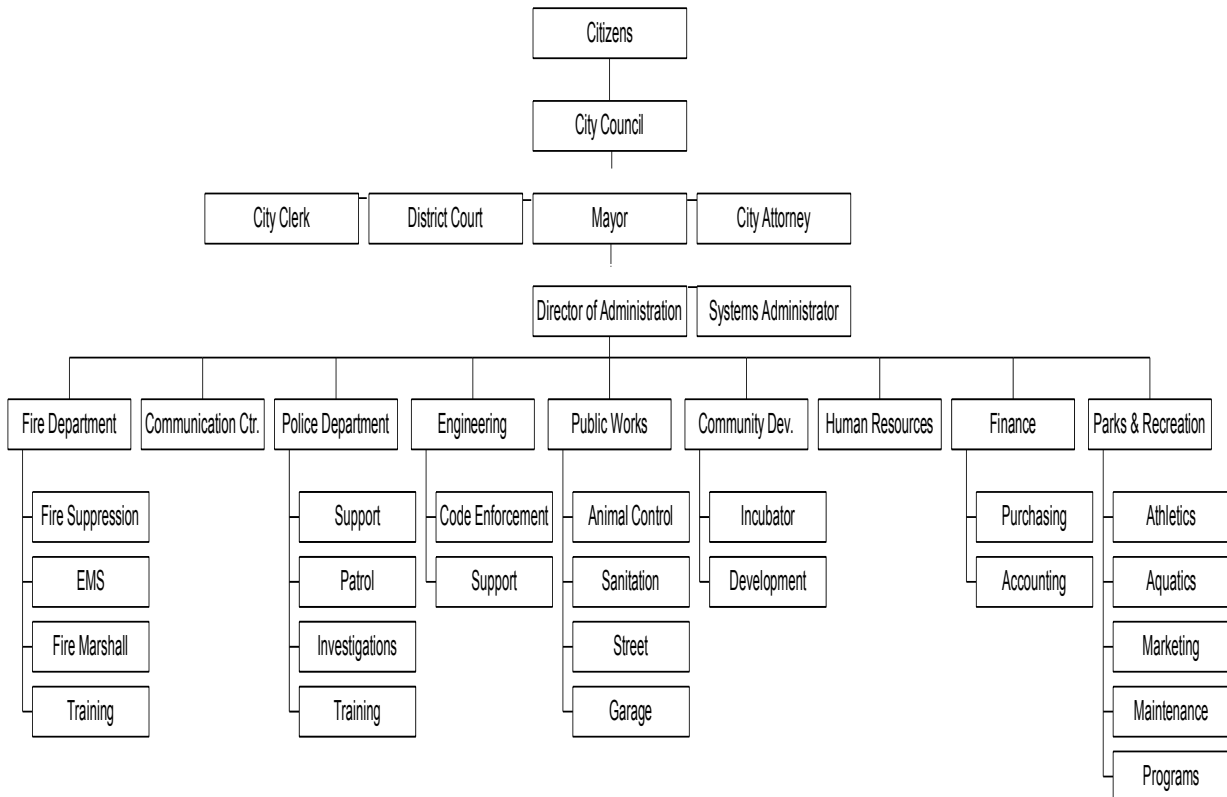 Citizens
City Council
City Clerk
District Court
Mayor
City Attorney
Director of Administration
Systems Administrator
Fire Department
Communication Ctr.
Police Department
Engineering
Public Works
Community Dev.
Human Resources
Finance
Parks & Recreation
Fire Suppression
Support
Code Enforcement
Animal Control
Incubator
Purchasing
Athletics
EMS
Patrol
Support
Sanitation
Development
Accounting
Aquatics
Fire Marshall
Investigations
Street
Marketing
Training
Training
Garage
Maintenance
Programs